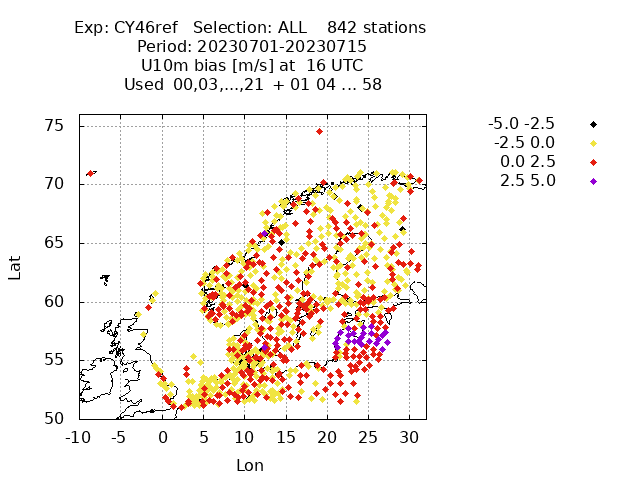 Exp: CY46ref Selection: ALL 842 stations
Period: 20230701-20230715
U10m bias [m/s] at 16 UTC
Used 00,03,...,21 + 01 04 ... 58
-5.0 -2.5
-2.5 0.0
0.0 2.5
2.5 5.0
75
70
65
60
55
50
Lat
-10 -5 0 5 10 15 20 25 30
Lon